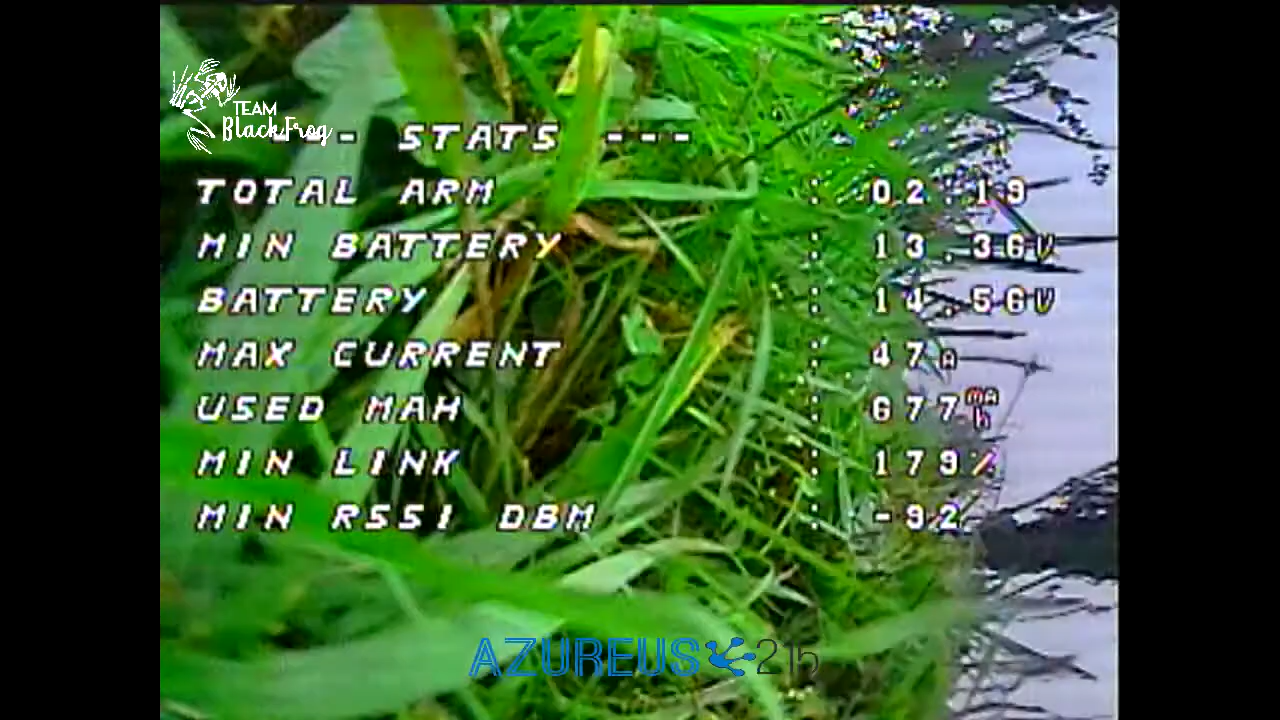 TEAM
BlackFrog
--- STATS ---
TOTAL ARM : 02:19
MIN BATTERY : 13.36V
BATTERY : 14.56V
MAX CURRENT : 47A
USED MAH : 677mAh
MIN LINK : 179%
MIN RSSI DBM : -92
AZUREUS 215